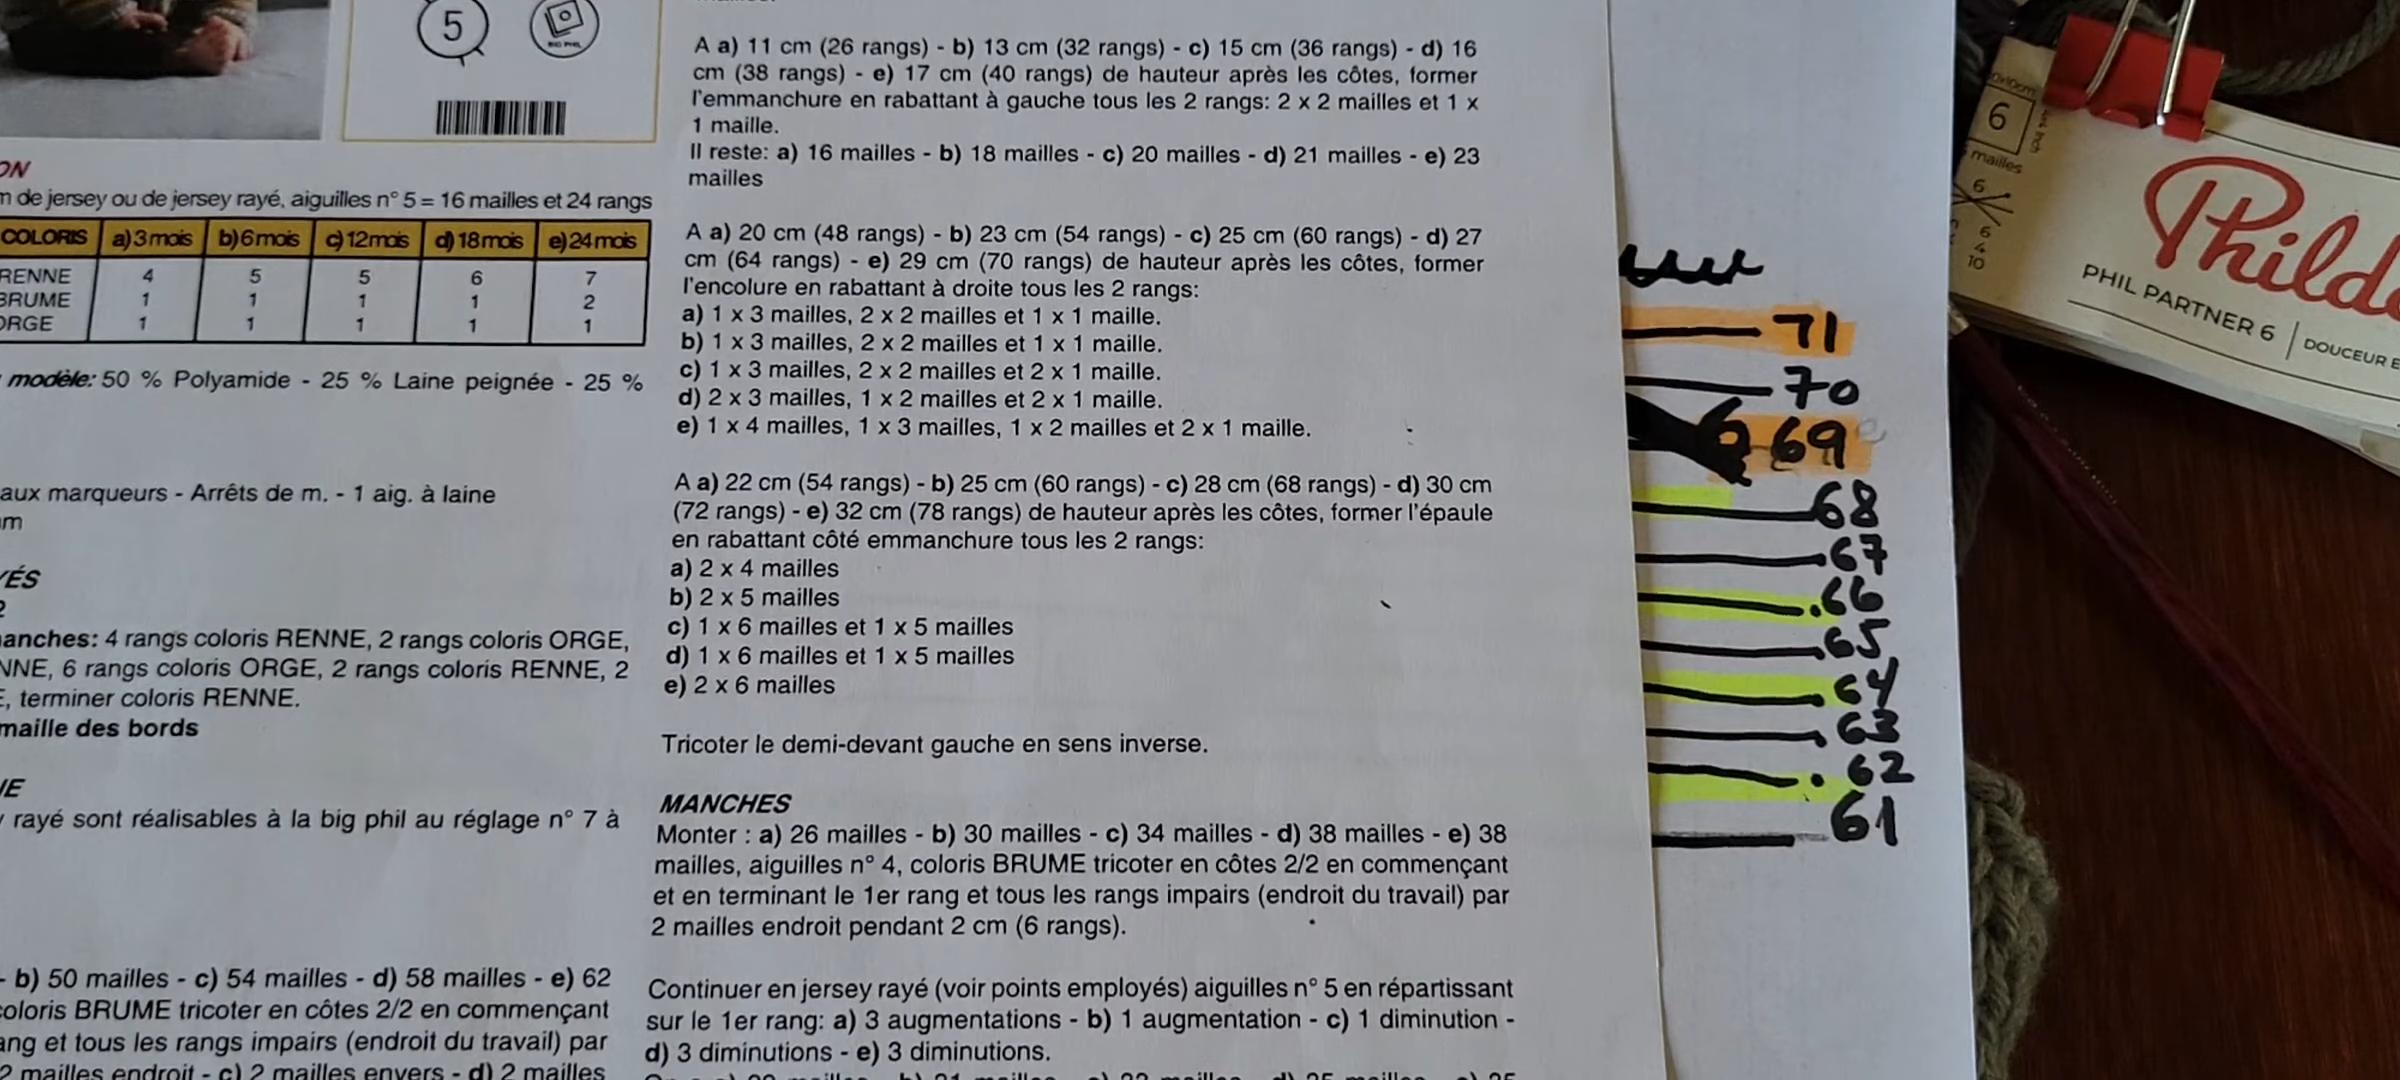 5
BIG PHIL
ON
de jersey ou de jersey rayé, aiguilles n° 5 = 16 mailles et 24 rangs
COLORIS a) 3 mois b) 6 mois c) 12 mois d) 18 mois e) 24 mois
RENNE 4 5 5 6 7
BRUME 1 1 1 1 2
ORGE 1 1 1 1 1
modèle: 50 % Polyamide - 25 % Laine peignée - 25 %
aux marqueurs - Arrêts de m. - 1 aig. à laine
ÉS
anches: 4 rangs coloris RENNE, 2 rangs coloris ORGE,
NNE, 6 rangs coloris ORGE, 2 rangs coloris RENNE, 2
, terminer coloris RENNE.
maille des bords
E
rayé sont réalisables à la big phil au réglage n° 7 à
- b) 50 mailles - c) 54 mailles - d) 58 mailles - e) 62
coloris BRUME tricoter en côtes 2/2 en commençant
ang et tous les rangs impairs (endroit du travail) par
2 mailles endroit - c) 2 mailles envers - d) 2 mailles
A a) 11 cm (26 rangs) - b) 13 cm (32 rangs) - c) 15 cm (36 rangs) - d) 16
cm (38 rangs) - e) 17 cm (40 rangs) de hauteur après les côtes, former
l'emmanchure en rabattant à gauche tous les 2 rangs: 2 x 2 mailles et 1 x
1 maille.
Il reste: a) 16 mailles - b) 18 mailles - c) 20 mailles - d) 21 mailles - e) 23
mailles
A a) 20 cm (48 rangs) - b) 23 cm (54 rangs) - c) 25 cm (60 rangs) - d) 27
cm (64 rangs) - e) 29 cm (70 rangs) de hauteur après les côtes, former
l'encolure en rabattant à droite tous les 2 rangs:
a) 1 x 3 mailles, 2 x 2 mailles et 1 x 1 maille.
b) 1 x 3 mailles, 2 x 2 mailles et 1 x 1 maille.
c) 1 x 3 mailles, 2 x 2 mailles et 2 x 1 maille.
d) 2 x 3 mailles, 1 x 2 mailles et 2 x 1 maille.
e) 1 x 4 mailles, 1 x 3 mailles, 1 x 2 mailles et 2 x 1 maille.
A a) 22 cm (54 rangs) - b) 25 cm (60 rangs) - c) 28 cm (68 rangs) - d) 30 cm
(72 rangs) - e) 32 cm (78 rangs) de hauteur après les côtes, former l'épaule
en rabattant côté emmanchure tous les 2 rangs:
a) 2 x 4 mailles
b) 2 x 5 mailles
c) 1 x 6 mailles et 1 x 5 mailles
d) 1 x 6 mailles et 1 x 5 mailles
e) 2 x 6 mailles
Tricoter le demi-devant gauche en sens inverse.
MANCHES
Monter : a) 26 mailles - b) 30 mailles - c) 34 mailles - d) 38 mailles - e) 38
mailles, aiguilles n° 4, coloris BRUME tricoter en côtes 2/2 en commençant
et en terminant le 1er rang et tous les rangs impairs (endroit du travail) par
2 mailles endroit pendant 2 cm (6 rangs).
Continuer en jersey rayé (voir points employés) aiguilles n° 5 en répartissant
sur le 1er rang: a) 3 augmentations - b) 1 augmentation - c) 1 diminution -
d) 3 diminutions - e) 3 diminutions.
71
70
69
68
67
66
65
64
63
62
61
6
mailles
6
6
4
10
Phild
PHIL PARTNER 6 | DOUCEUR E